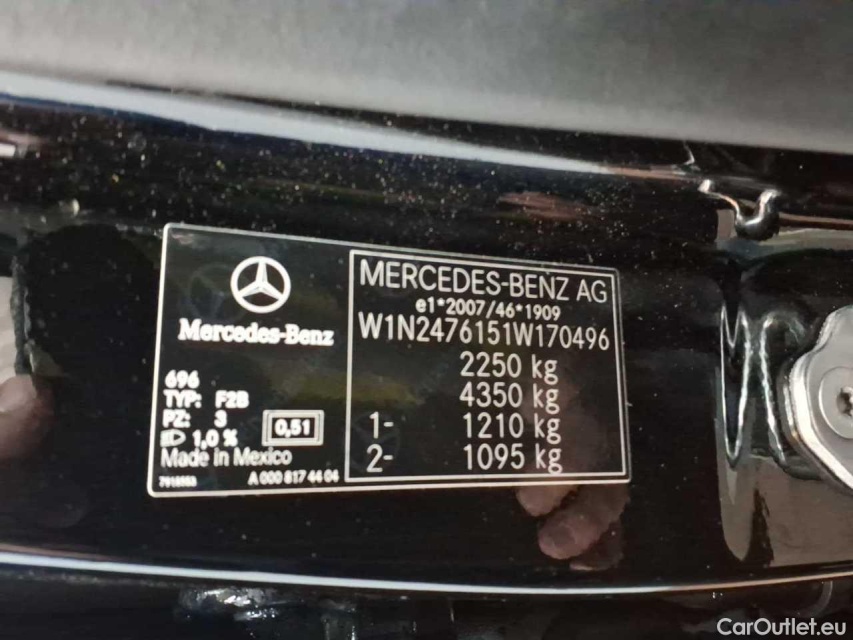 Mercedes-Benz
696
TYP: F2B
PZ: 3
1,0 %
0,51
Made in Mexico
A 000 817 44 04
MERCEDES-BENZ AG
e1*2007/46*1909
W1N2476151W170496
2250 kg
4350 kg
1- 1210 kg
2- 1095 kg
CarOutlet.eu